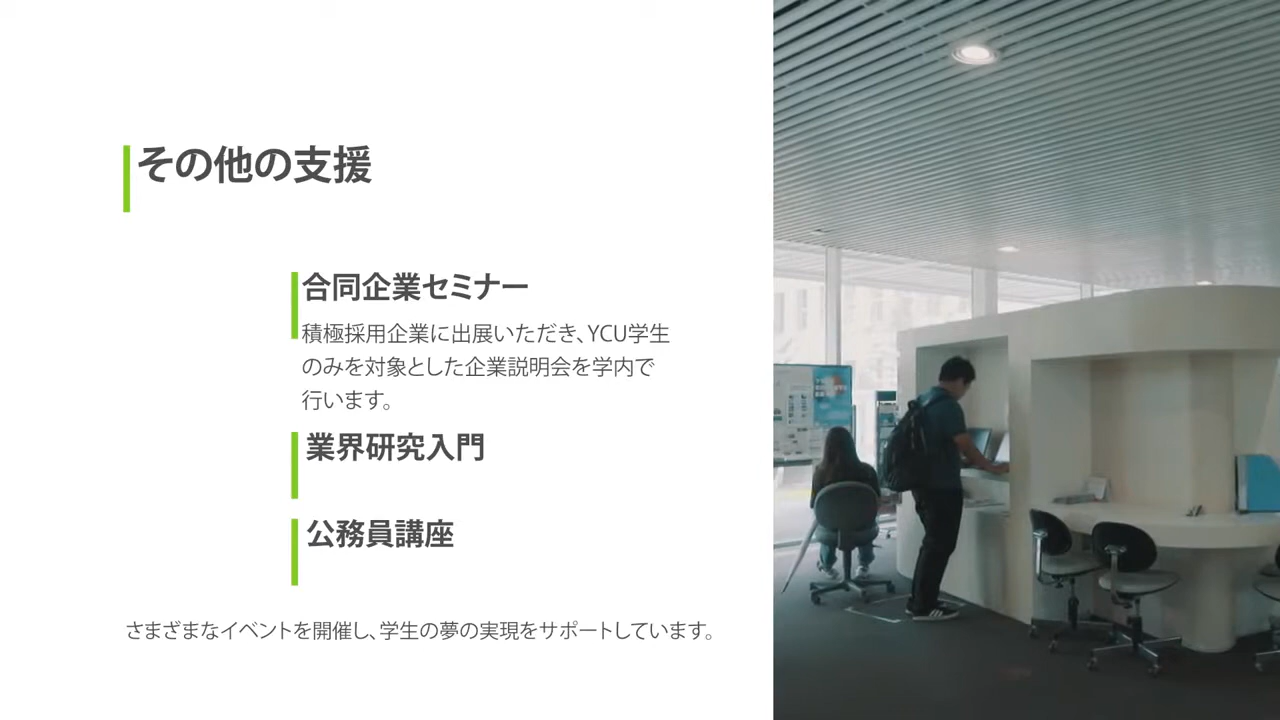 その他の支援
合同企業セミナー
積極採用企業に出展いただき、YCU学生
のみを対象とした企業説明会を学内で
行います。
業界研究入門
公務員講座
さまざまなイベントを開催し、学生の夢の実現をサポートしています。